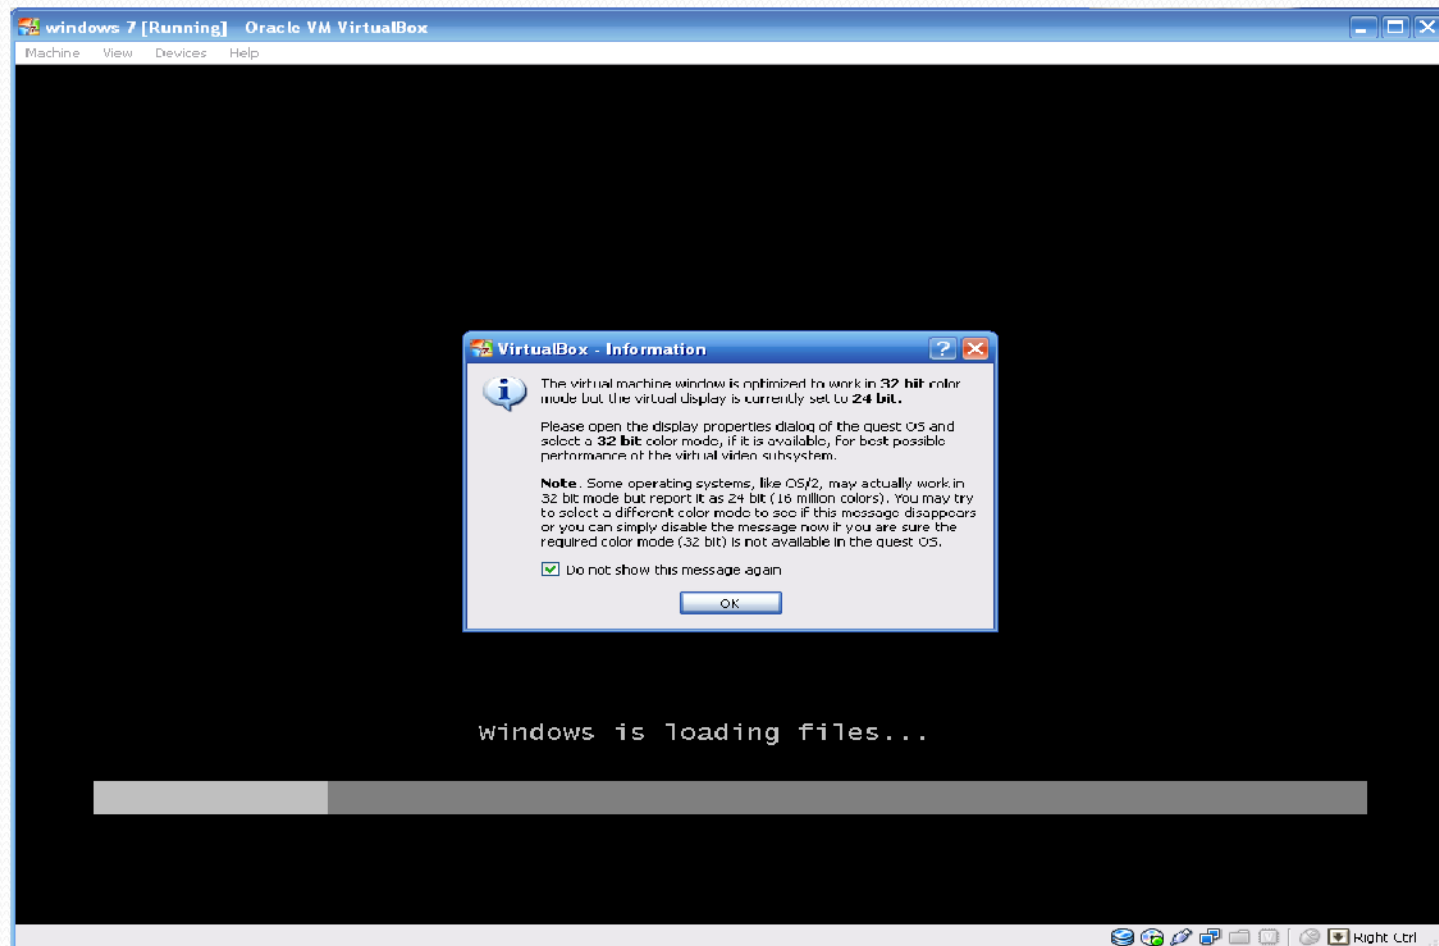 windows 7 [Running] Oracle VM VirtualBox
Machine View Devices Help
VirtualBox - Information
The virtual machine window is optimized to work in 32 bit color
mode but the virtual display is currently set to 24 bit.
Please open the display properties dialog of the guest OS and
select a 32 bit color mode, if it is available, for best possible
performance of the virtual video subsystem.
Note. Some operating systems, like OS/2, may actually work in
32 bit mode but report it as 24 bit (16 million colors). You may try
to select a different color mode to see if this message disappears
or you can simply disable the message now if you are sure the
required color mode (32 bit) is not available in the guest OS.
Do not show this message again
OK
Windows is loading files...
Right Ctrl